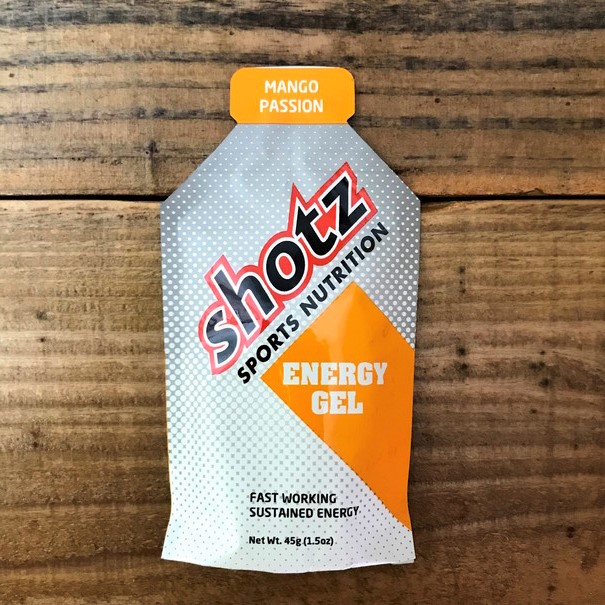 MANGO
PASSION
shotz
SPORTS NUTRITION
ENERGY
GEL
FAST WORKING
SUSTAINED ENERGY
Net Wt. 45g (1.5oz)